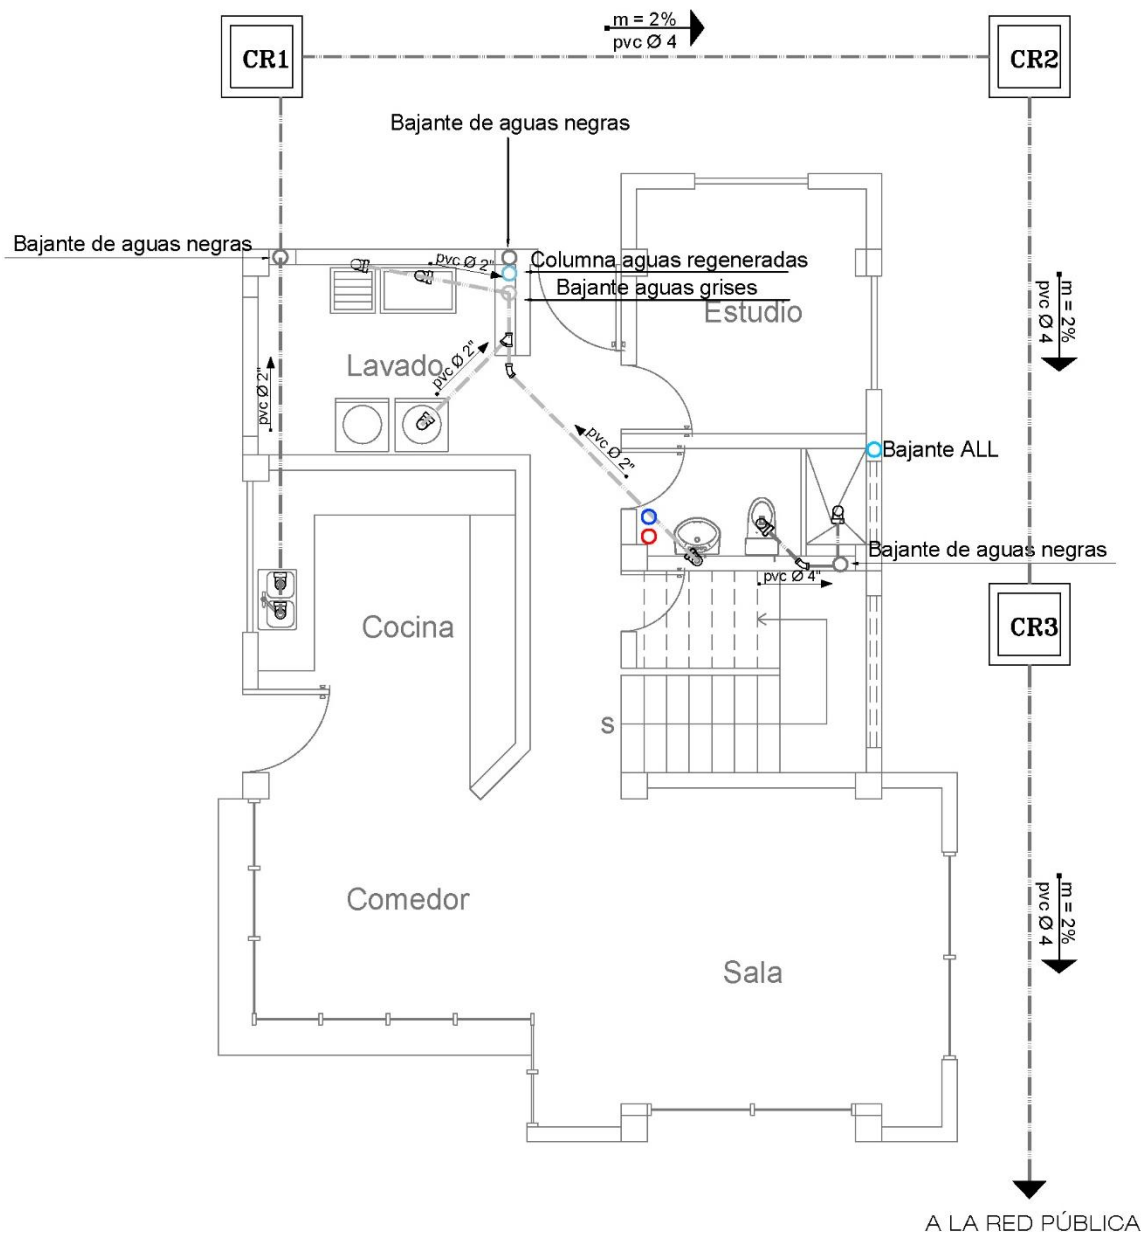 m = 2%
pvc Ø 4
CR1
CR2
Bajante de aguas negras
Bajante de aguas negras
pvc Ø 2"
Columna aguas regeneradas
Bajante aguas grises
Estudio
m = 2%
pvc Ø 4
Lavado
pvc Ø 2"
pvc Ø 2"
pvc Ø 2"
Bajante ALL
Bajante de aguas negras
pvc Ø 4"
Cocina
CR3
S
Comedor
m = 2%
pvc Ø 4
Sala
A LA RED PÚBLICA